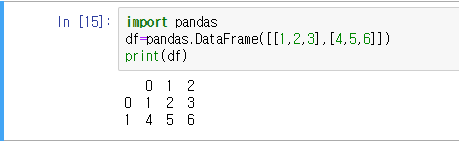 In [15]: import pandas
df=pandas.DataFrame([[1,2,3],[4,5,6]])
print(df)
   0  1  2
0  1  2  3
1  4  5  6